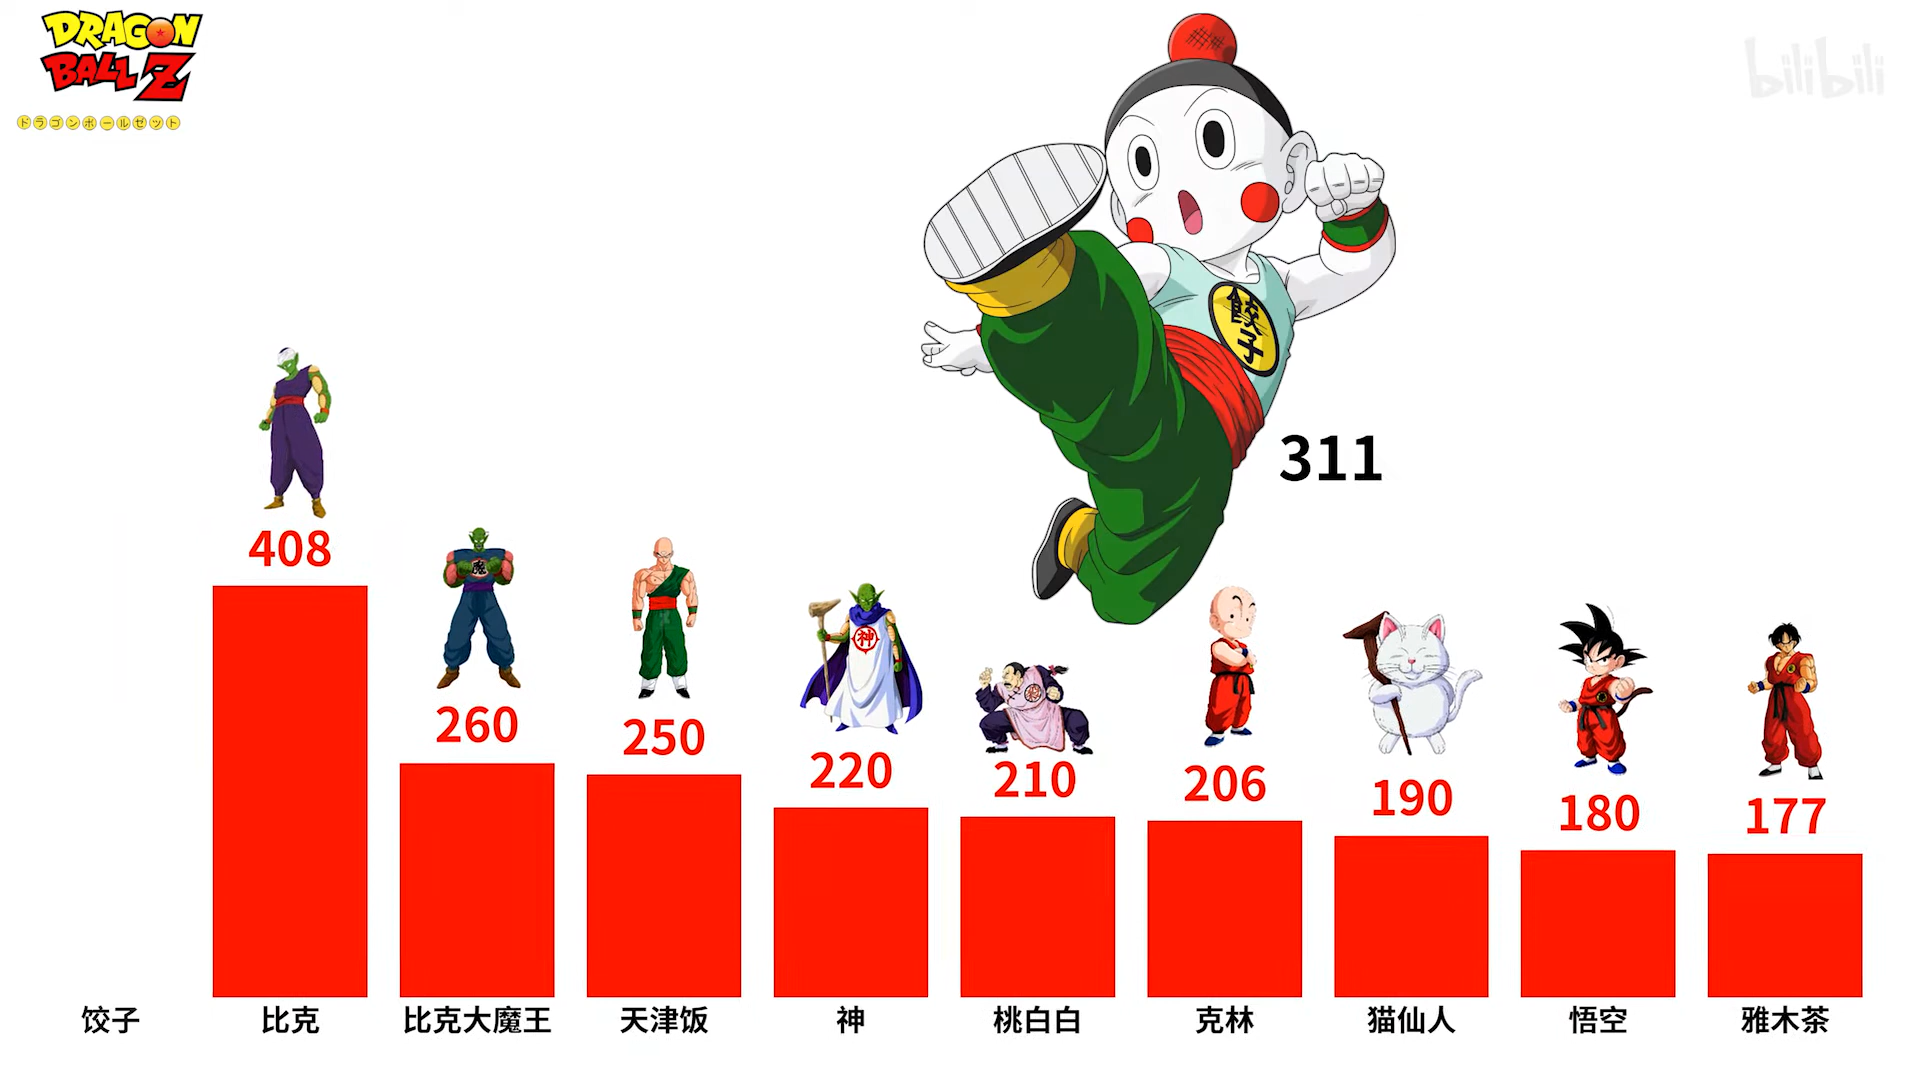 DRAGON
BALL Z
ドラゴンボールゼット
bilibili
餃子
311
408
魔
260
250
神
220
210
206
190
180
177
饺子
比克
比克大魔王
天津饭
神
桃白白
克林
猫仙人
悟空
雅木茶